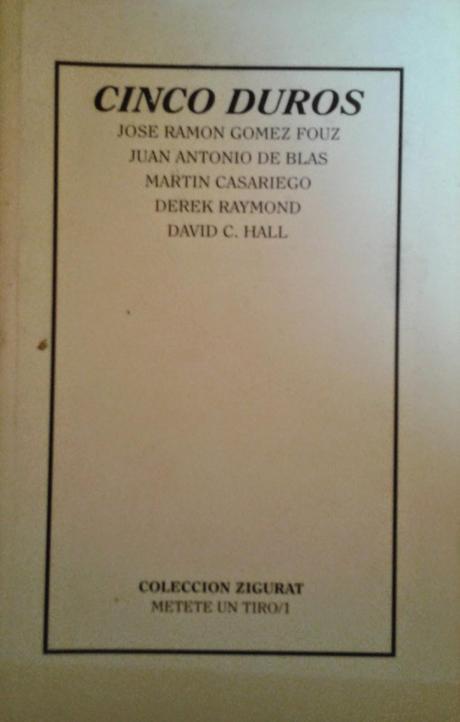 CINCO DUROS
JOSE RAMON GOMEZ FOUZ
JUAN ANTONIO DE BLAS
MARTIN CASARIEGO
DEREK RAYMOND
DAVID C. HALL
COLECCION ZIGURAT
METETE UN TIRO/1